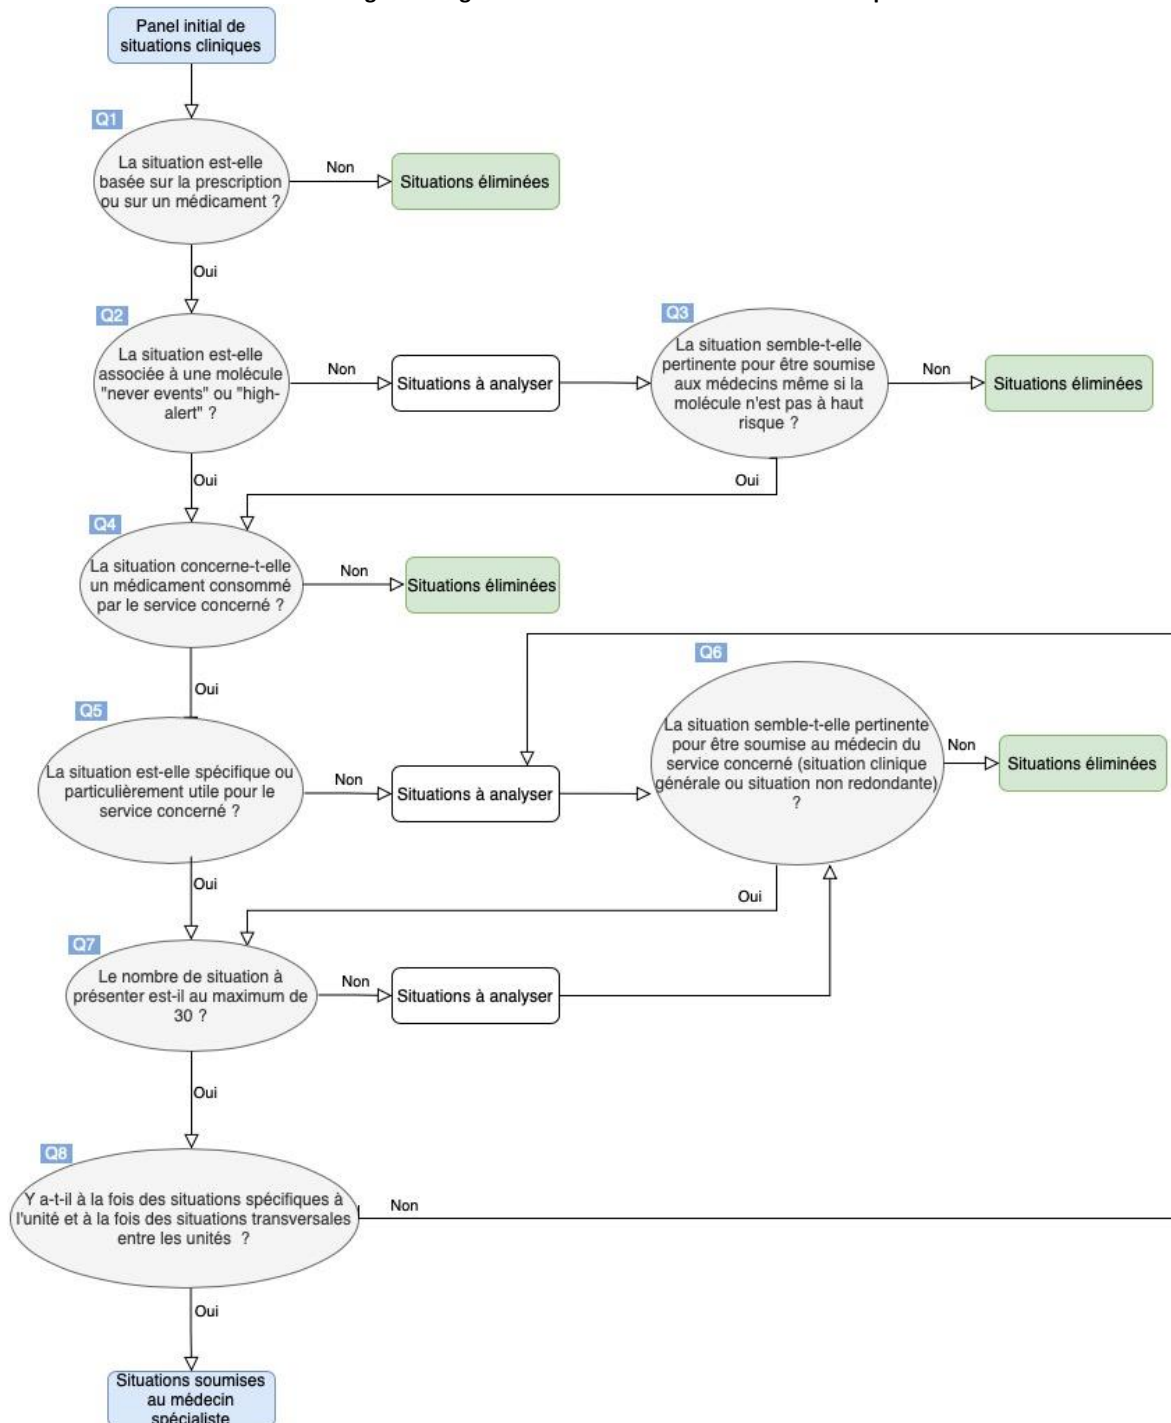 Panel initial de
situations cliniques
Q1
La situation est-elle
basée sur la prescription
ou sur un médicament ?
Non
Situations éliminées
Oui
Q2
La situation est-elle
associée à une molécule
"never events" ou "high-
alert" ?
Non
Situations à analyser
Q3
La situation semble-t-elle
pertinente pour être soumise
aux médecins même si la
molécule n'est pas à haut
risque ?
Non
Situations éliminées
Oui
Oui
Q4
La situation concerne-t-elle
un médicament consommé
par le service concerné ?
Non
Situations éliminées
Oui
Q5
La situation est-elle spécifique ou
particulièrement utile pour le
service concerné ?
Non
Situations à analyser
Q6
La situation semble-t-elle pertinente
pour être soumise au médecin du
service concerné (situation clinique
générale ou situation non redondante)
?
Non
Situations éliminées
Oui
Oui
Q7
Le nombre de situation à
présenter est-il au maximum de
30 ?
Non
Situations à analyser
Oui
Q8
Y a-t-il à la fois des situations spécifiques à
l'unité et à la fois des situations transversales
entre les unités ?
Non
Oui
Situations soumises
au médecin
spécialiste